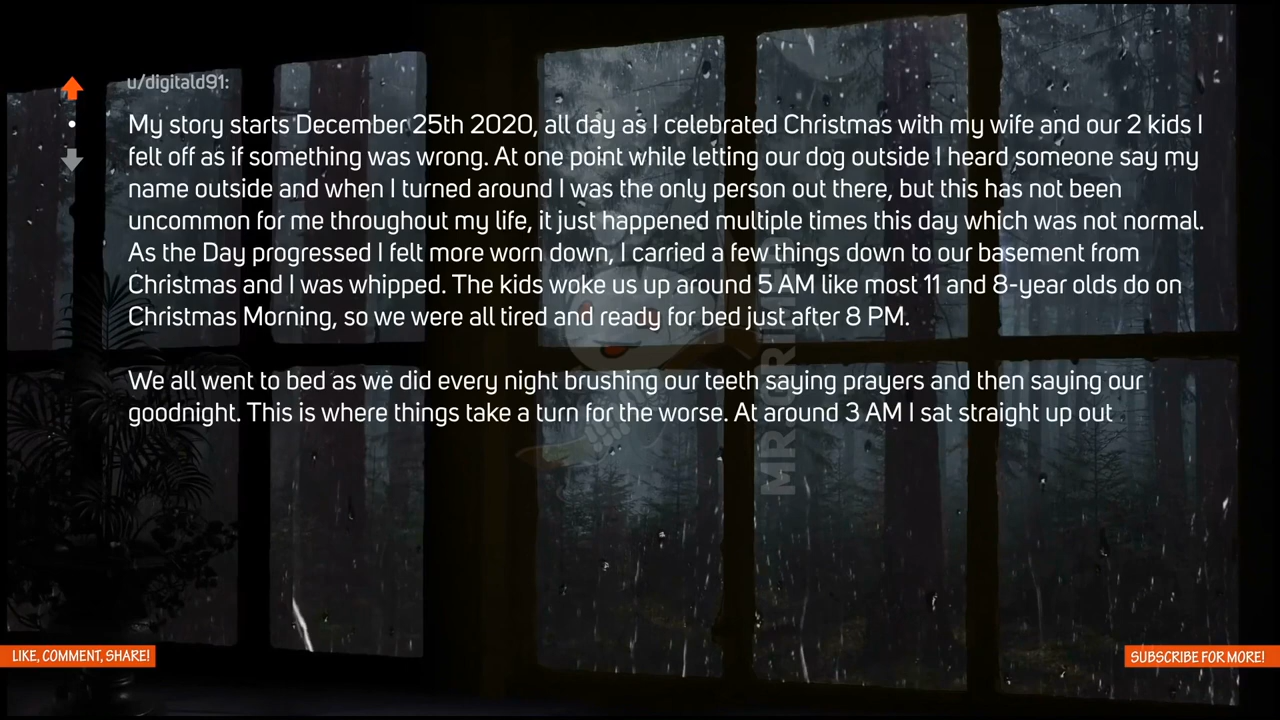 u/digitald91:
My story starts December 25th 2020, all day as I celebrated Christmas with my wife and our 2 kids I
felt off as if something was wrong. At one point while letting our dog outside I heard someone say my
name outside and when I turned around I was the only person out there, but this has not been
uncommon for me throughout my life, it just happened multiple times this day which was not normal.
As the Day progressed I felt more worn down, I carried a few things down to our basement from
Christmas and I was whipped. The kids woke us up around 5 AM like most 11 and 8-year olds do on
Christmas Morning, so we were all tired and ready for bed just after 8 PM.
We all went to bed as we did every night brushing our teeth saying prayers and then saying our
goodnight. This is where things take a turn for the worse. At around 3 AM I sat straight up out
LIKE, COMMENT, SHARE!
SUBSCRIBE FOR MORE!